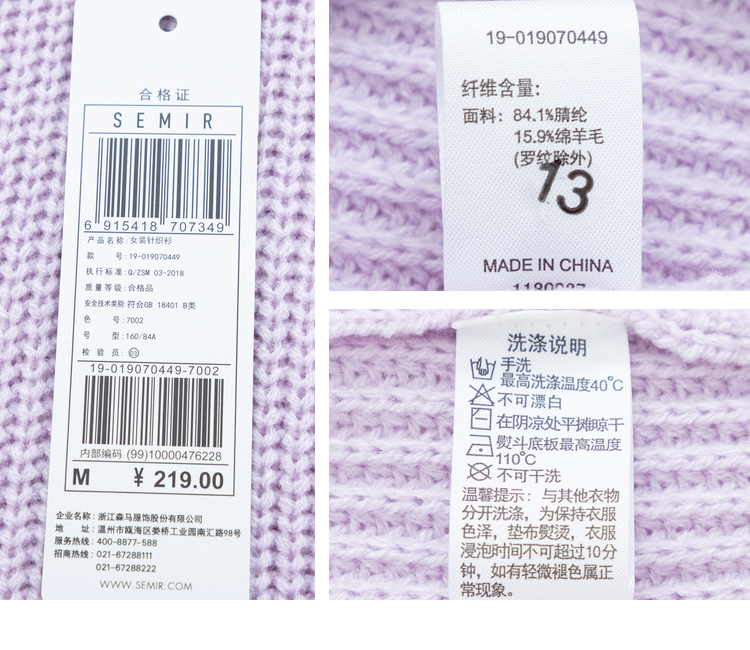 合格证
SEMIR
6 915418 707349
产品名称:女装针织衫
款 号:19-019070449
执行标准:Q/ZSM 03-2018
质量等级:合格品
安全技术类别:符合GB 18401 B类
色 号:7002
号 型:160/84A
检 验 员:03
19-019070449-7002
内部编码 (99)10000476228
M ¥ 219.00
企业名称:浙江森马服饰股份有限公司
地 址:温州市瓯海区娄桥工业园南汇路98号
服务热线:400-8877-588
招商热线:021-67288111
021-67288222
WWW.SEMIR.COM
19-019070449
纤维含量:
面料: 84.1%腈纶
15.9%绵羊毛
(罗纹除外)
13
MADE IN CHINA
洗涤说明
手洗
最高洗涤温度40℃
不可漂白
在阴凉处平摊晾干
熨斗底板最高温度
110℃
不可干洗
温馨提示:与其他衣物
分开洗涤,为保持衣服
色泽,垫布熨烫,衣服
浸泡时间不可超过10分
钟,如有轻微褪色属正
常现象。